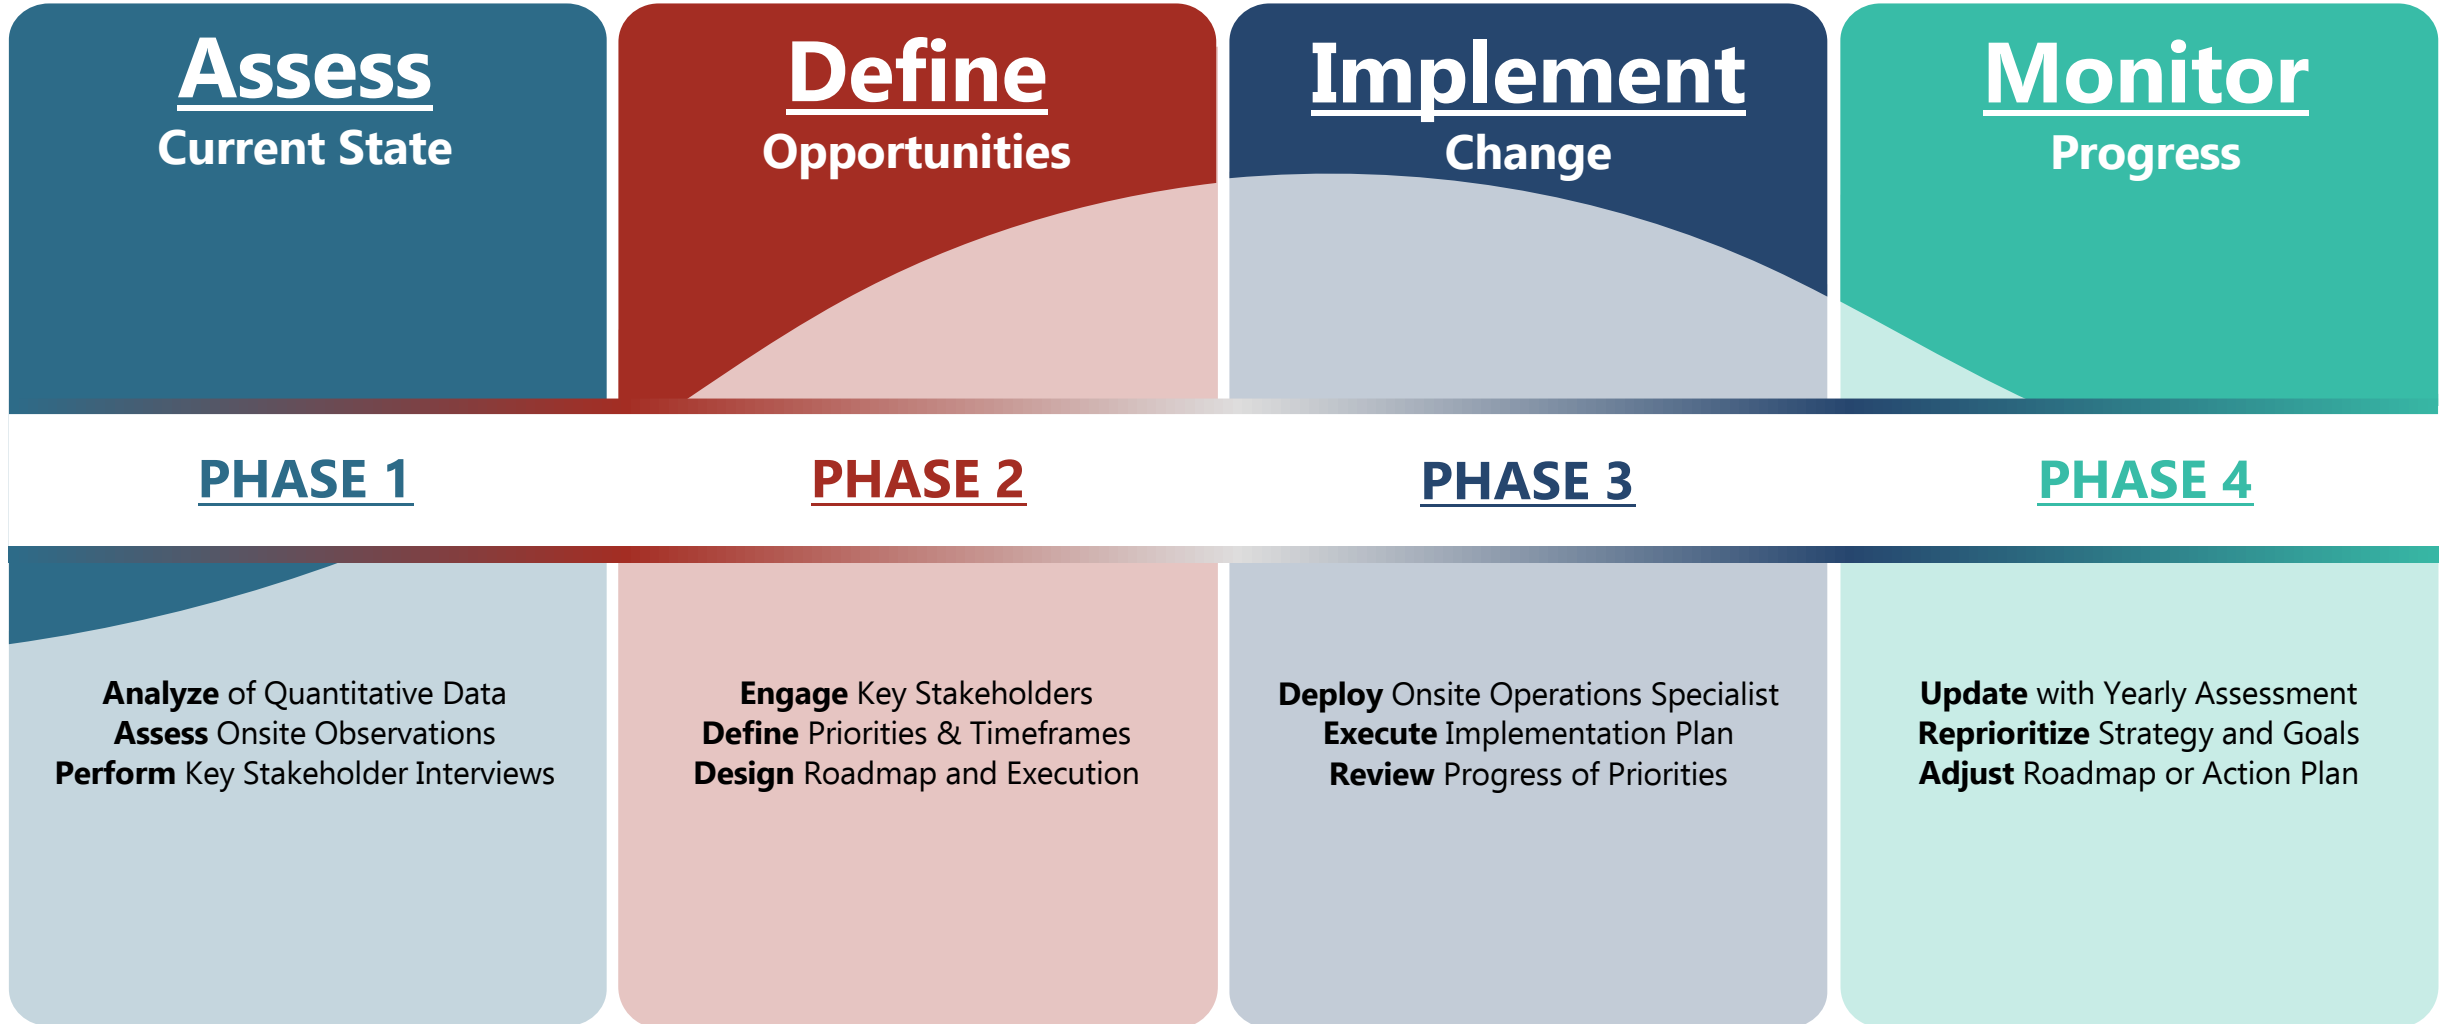 Assess
Current State
Define
Opportunities
Implement
Change
Monitor
Progress
PHASE 1
PHASE 2
PHASE 3
PHASE 4
Analyze of Quantitative Data
Assess Onsite Observations
Perform Key Stakeholder Interviews
Engage Key Stakeholders
Define Priorities & Timeframes
Design Roadmap and Execution
Deploy Onsite Operations Specialist
Execute Implementation Plan
Review Progress of Priorities
Update with Yearly Assessment
Reprioritize Strategy and Goals
Adjust Roadmap or Action Plan